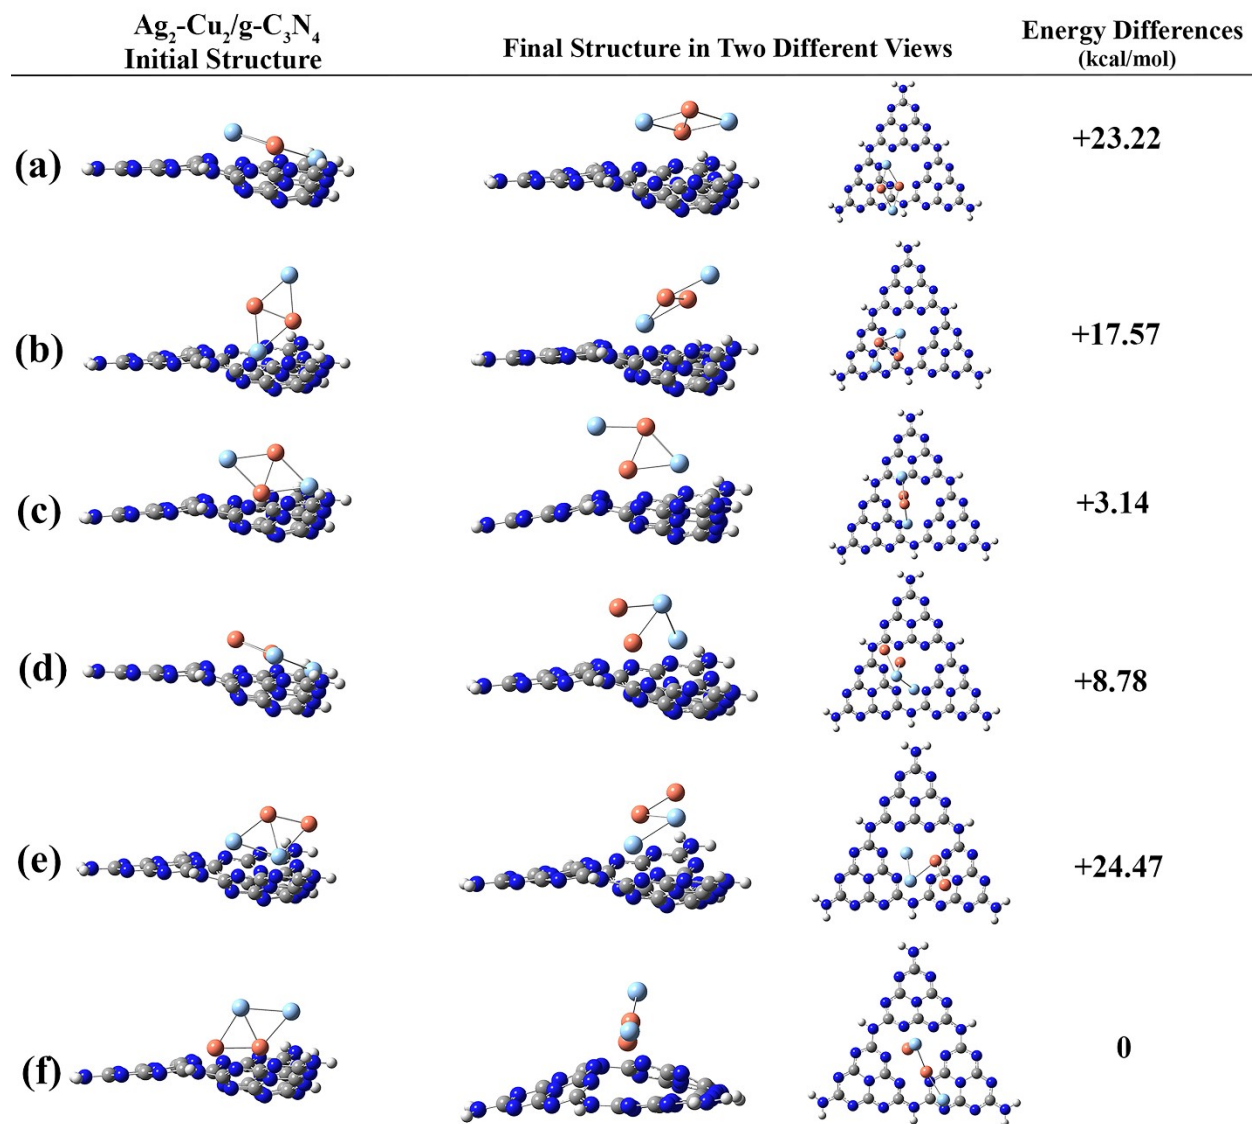 Ag₂-Cu₂/g-C₃N₄
Initial Structure
Final Structure in Two Different Views
Energy Differences
(kcal/mol)
(a)
+23.22
(b)
+17.57
(c)
+3.14
(d)
+8.78
(e)
+24.47
(f)
0